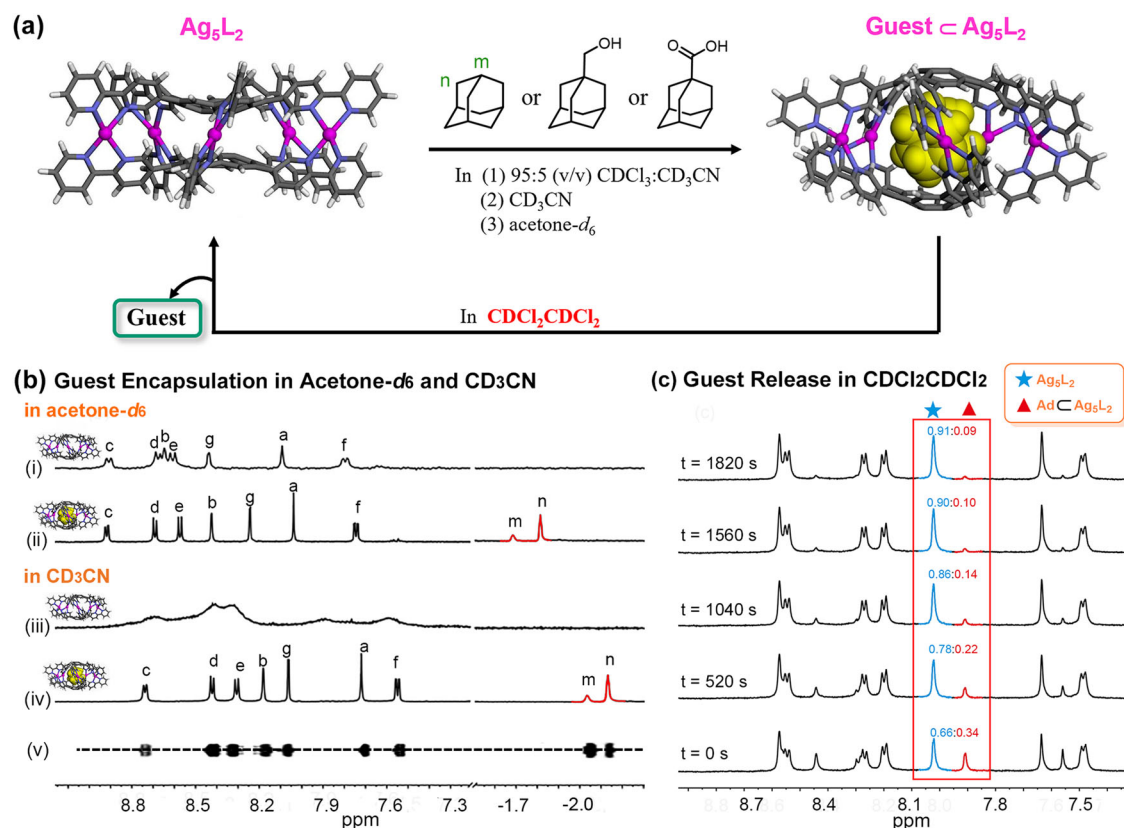 (a)
Ag5L2
Guest ⊂ Ag5L2
n
m
or
OH
or
O
OH
In (1) 95:5 (v/v) CDCl3:CD3CN
(2) CD3CN
(3) acetone-d6
Guest
In CDCl2CDCl2
(b) Guest Encapsulation in Acetone-d6 and CD3CN
in acetone-d6
(i)
c
d
b
e
g
a
f
(ii)
c
d
e
b
g
a
f
m
n
in CD3CN
(iii)
(iv)
c
d
e
b
g
a
f
m
n
(v)
8.8 8.5 8.2 7.9 7.6 7.3 -1.7 -2.0
ppm
(c) Guest Release in CDCl2CDCl2
★ Ag5L2
▲ Ad ⊂ Ag5L2
(c)
0.91:0.09
t = 1820 s
0.90:0.10
t = 1560 s
0.86:0.14
t = 1040 s
0.78:0.22
t = 520 s
0.66:0.34
t = 0 s
8.4 8.1 7.8 7.5
ppm